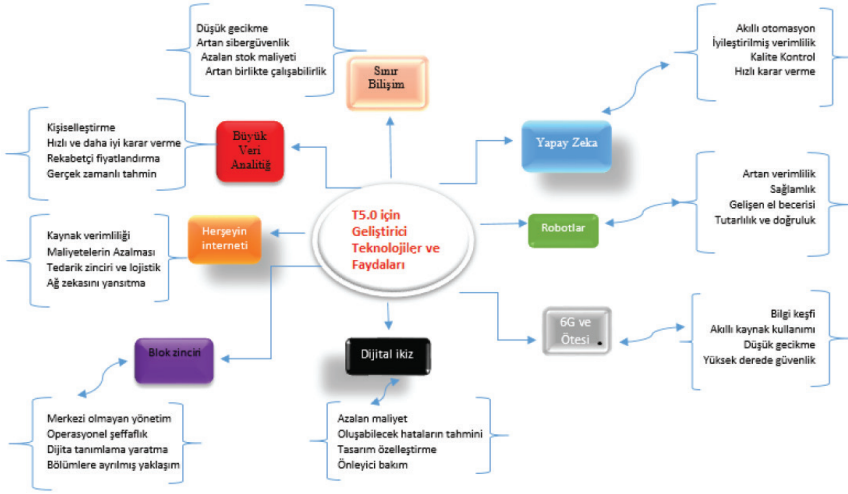 Düşük gecikme
Artan sibergüvenlik
Azalan stok maliyeti
Artan birlikte çalışabilirlik
Sınır
Bilişim
Akıllı otomasyon
İyileştirilmiş verimlilik
Kalite Kontrol
Hızlı karar verme
Yapay Zeka
Kişiselleştirme
Hızlı ve daha iyi karar verme
Rekabetçi fiyatlandırma
Gerçek zamanlı tahmin
Büyük
Veri
Analitiğ
Artan verimlilik
Sağlamlık
Gelişen el becerisi
Tutarlılık ve doğruluk
Robotlar
T5.0 için
Geliştirici
Teknolojiler ve
Faydaları
Kaynak verimliliği
Maliyetelerin Azalması
Tedarik zinciri ve lojistik
Ağ zekasını yansıtma
Herşeyin
interneti
6G ve
Ötesi
Bilgi keşfi
Akıllı kaynak kullanımı
Düşük gecikme
Yüksek derede güvenlik
Blok zinciri
Dijital ikiz
Merkezi olmayan yönetim
Operasyonel şeffaflık
Dijita tanımlama yaratma
Bölümlere ayrılmış yaklaşım
Azalan maliyet
Oluşabilecek hataların tahmini
Tasarım özelleştirme
Önleyici bakım